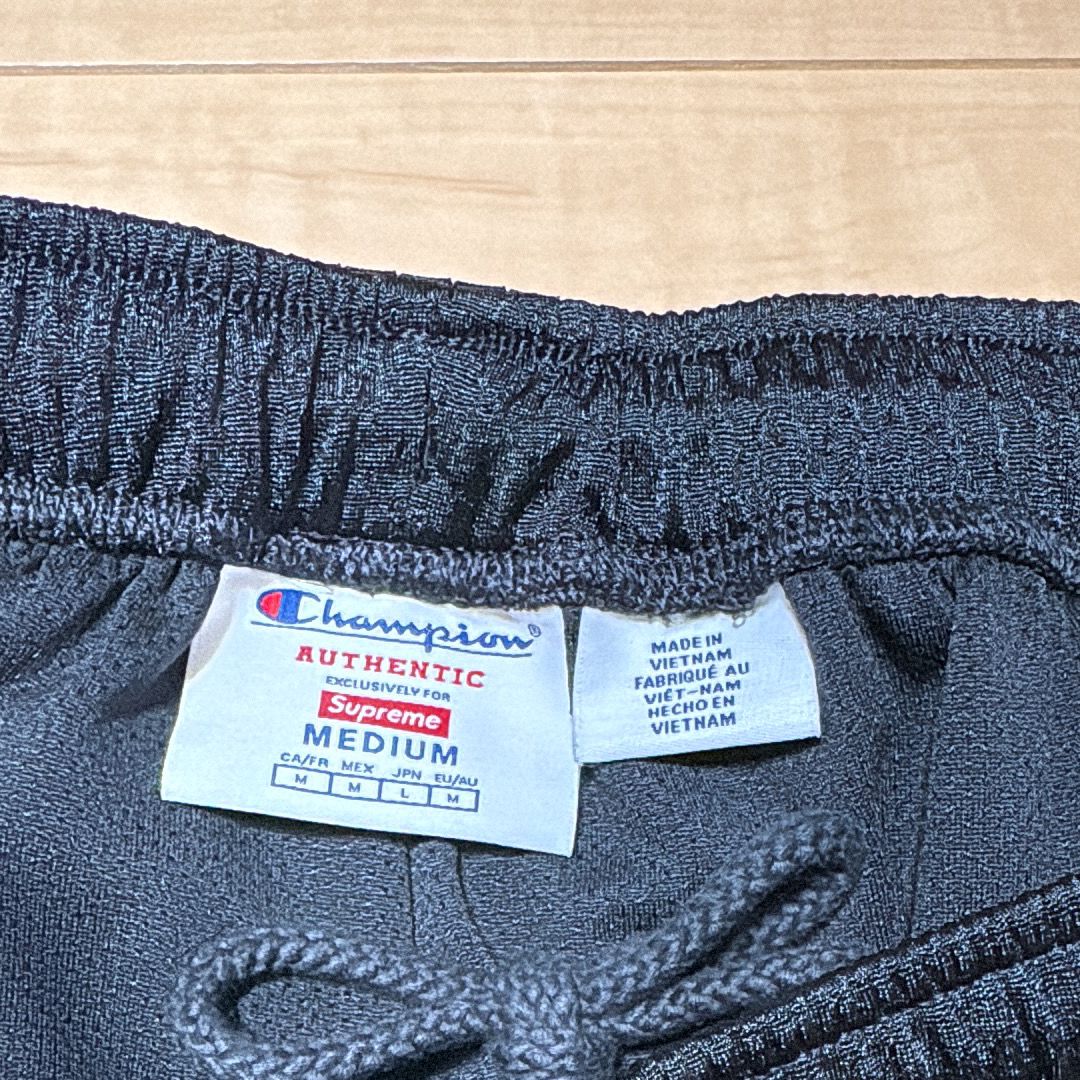 Champion®
AUTHENTIC
EXCLUSIVELY FOR
Supreme
MEDIUM
CA/FR MEX JPN EU/AU
M M L M
MADE IN
VIETNAM
FABRIQUÉ AU
VIÊT-NAM
HECHO EN
VIETNAM